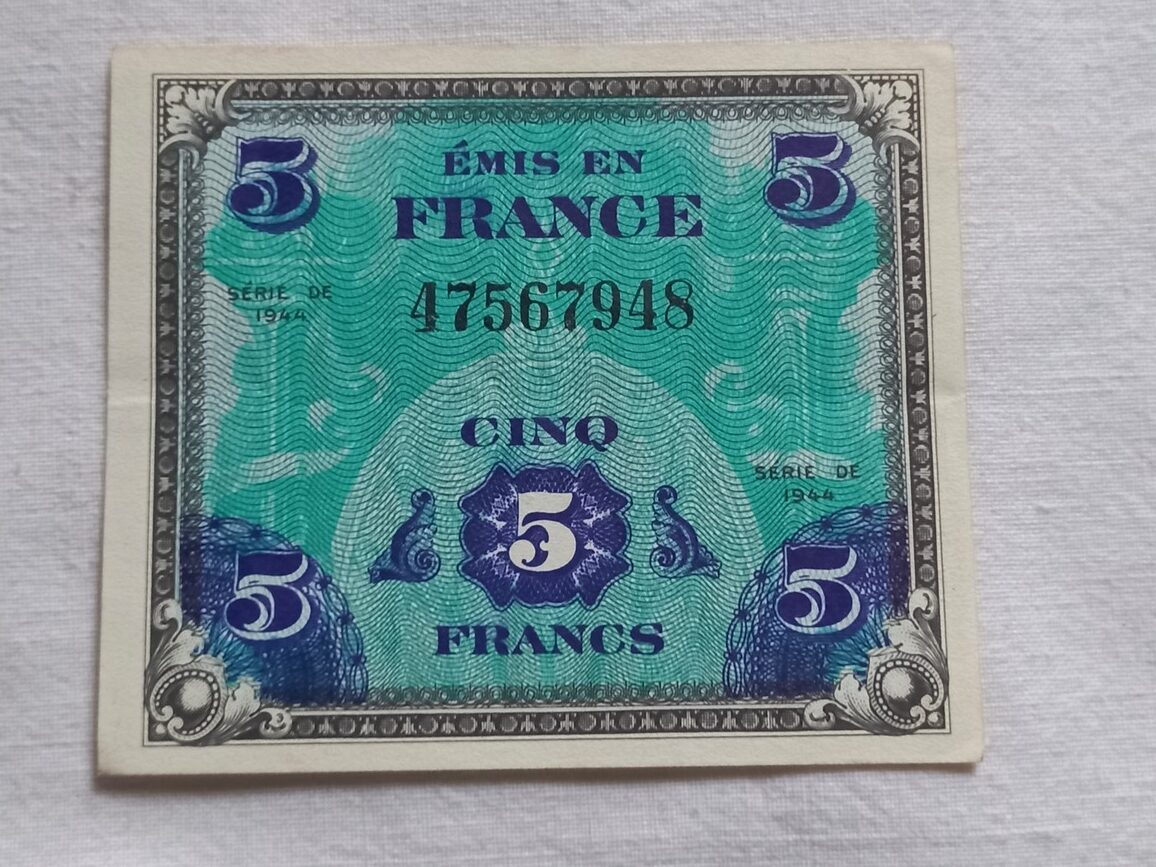 5 ÉMIS EN 5
FRANCE
SÉRIE DE
1944
47567948
CINQ
SÉRIE DE
1944
5
5 5
FRANCS